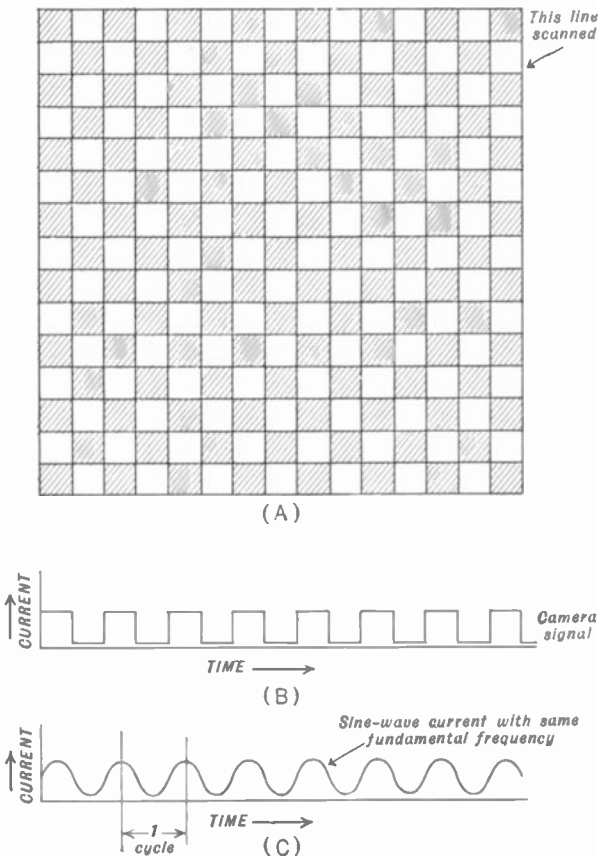 This line
scanned
(A)
CURRENT
Camera
signal
TIME
(B)
Sine-wave current with same
fundamental frequency
CURRENT
TIME
1
cycle
(C)